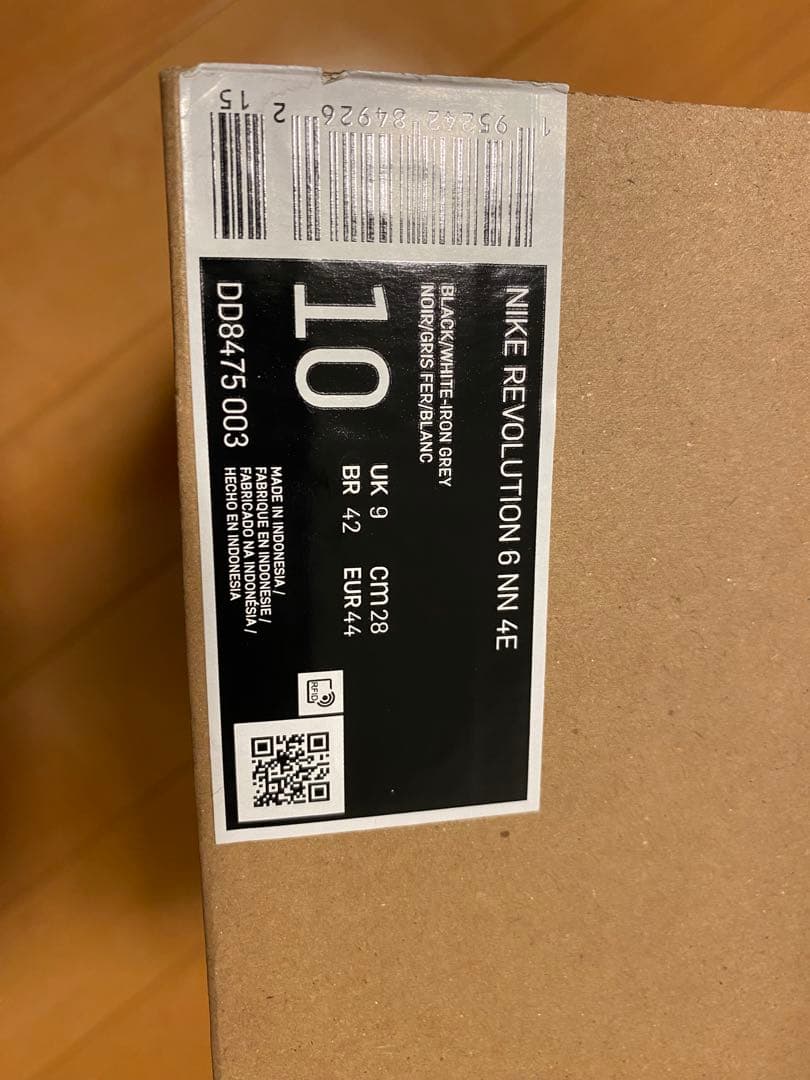 NIKE REVOLUTION 6 NN 4E
BLACK/WHITE-IRON GREY
NOIR/GRIS FER/BLANC
10
UK 9 cm 28
BR 42 EUR 44
DD8475 003
MADE IN INDONESIA/
FABRIQUE EN INDONESIE/
FABRICADO NA INDONÉSIA/
HECHO EN INDONESIA
RFID
1 95242 84926 2 15